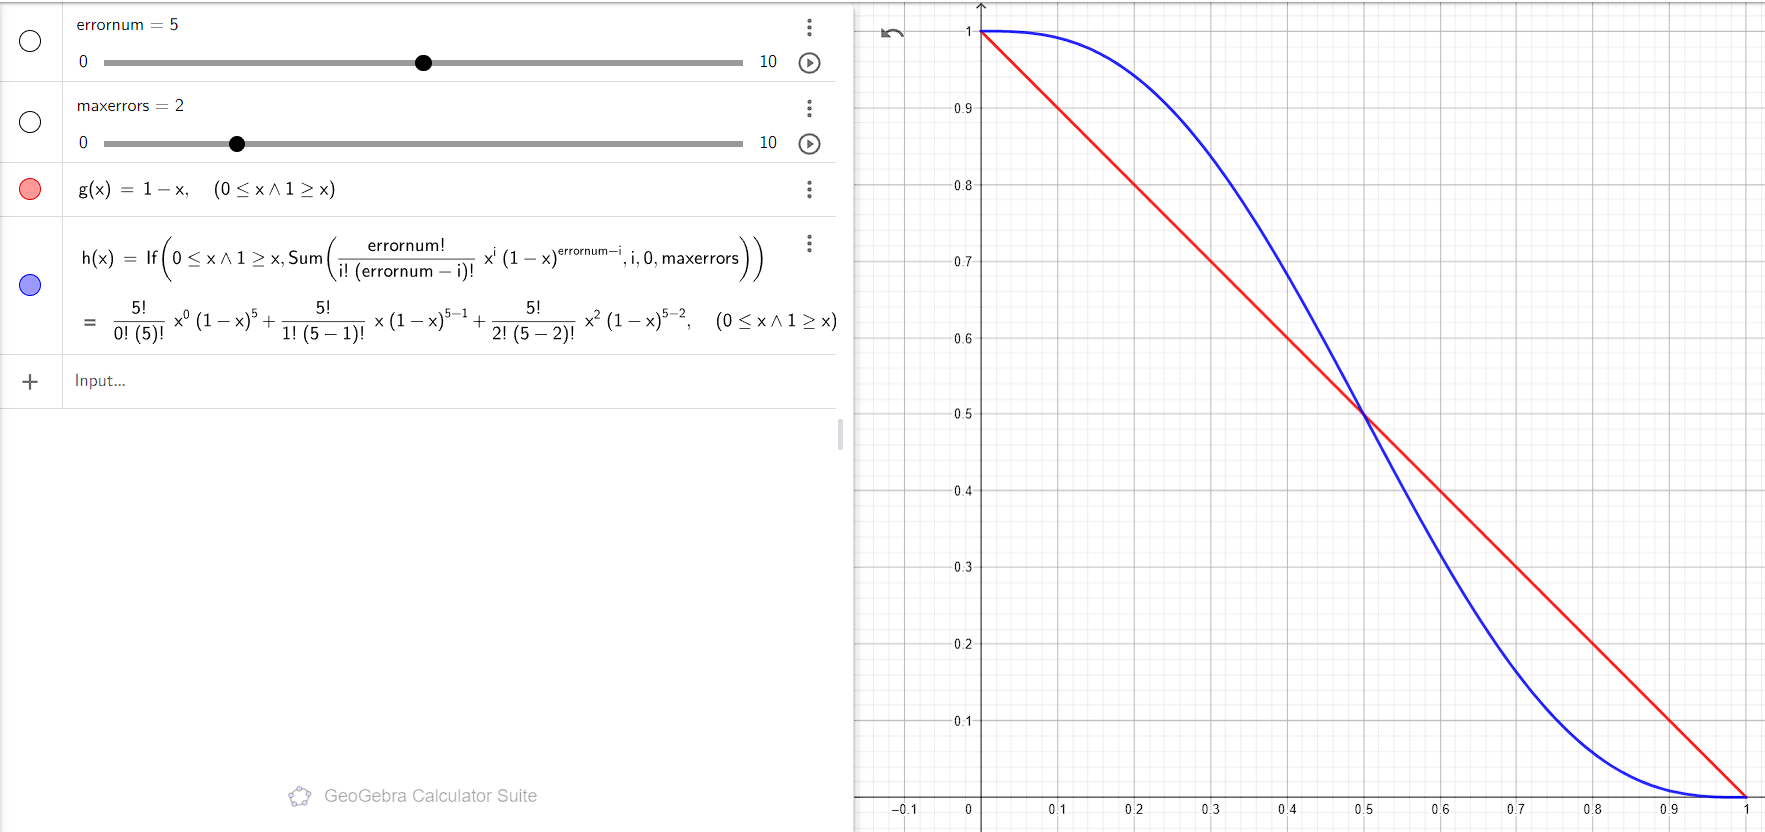 errornum = 5
0 10
maxerrors = 2
0 10
g(x) = 1 − x, (0 ≤ x ∧ 1 ≥ x)
h(x) = If(0 ≤ x ∧ 1 ≥ x, Sum(errornum!/(i! (errornum − i)!) xⁱ (1 − x)^(errornum−i), i, 0, maxerrors))
= 5!/(0! (5)!) x⁰ (1 − x)⁵ + 5!/(1! (5 − 1)!) x (1 − x)⁵⁻¹ + 5!/(2! (5 − 2)!) x² (1 − x)⁵⁻², (0 ≤ x ∧ 1 ≥ x)
+ Input...
GeoGebra Calculator Suite
1
0.9
0.8
0.7
0.6
0.5
0.4
0.3
0.2
0.1
−0.1 0 0.1 0.2 0.3 0.4 0.5 0.6 0.7 0.8 0.9 1